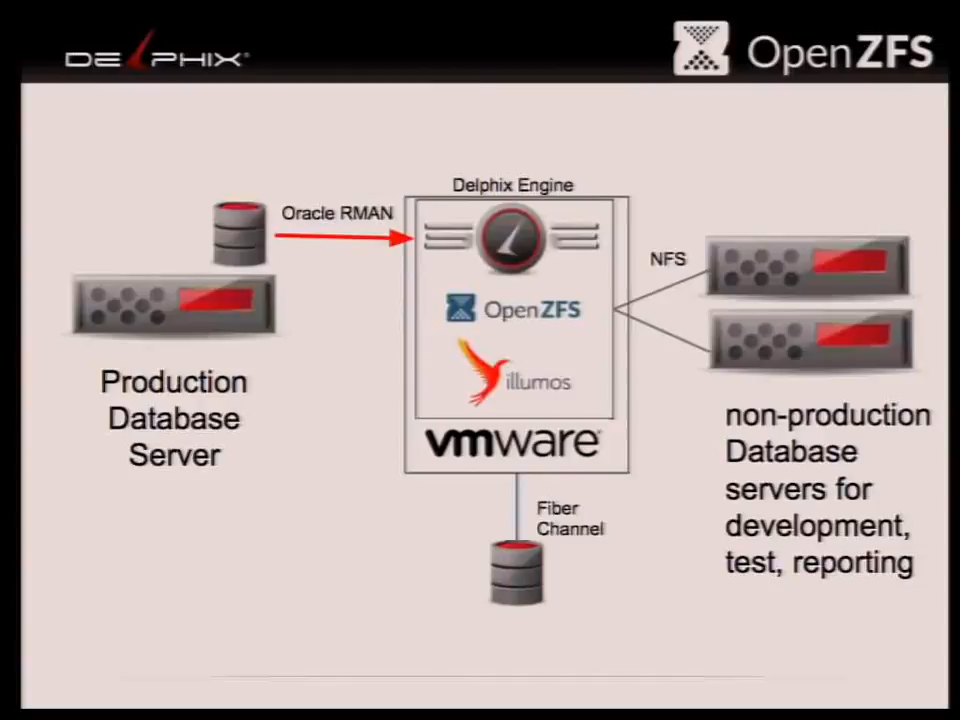 DELPHIX
OpenZFS
Delphix Engine
Oracle RMAN
NFS
OpenZFS
illumos
vmware
Production
Database
Server
non-production
Database
servers for
development,
test, reporting
Fiber
Channel